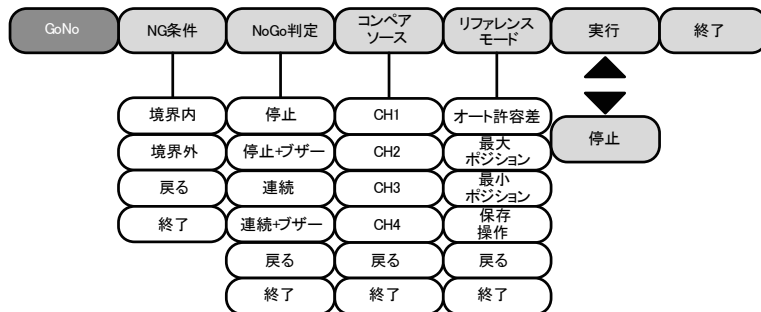 GoNo
NG条件
NoGo判定
コンペア
ソース
リファレンス
モード
実行
終了
境界内
境界外
戻る
終了
停止
停止+ブザー
連続
連続+ブザー
戻る
終了
CH1
CH2
CH3
CH4
戻る
終了
オート許容差
最大
ポジション
最小
ポジション
保存
操作
戻る
終了
停止